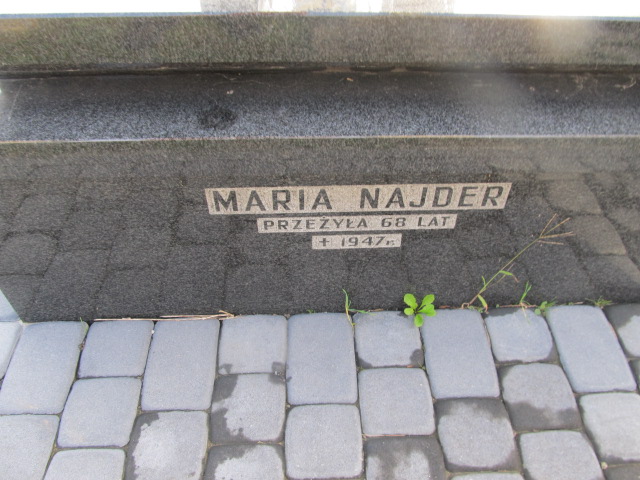 MARIA NAJDER
PRZEŻYŁA 68 LAT
+ 1947 r.